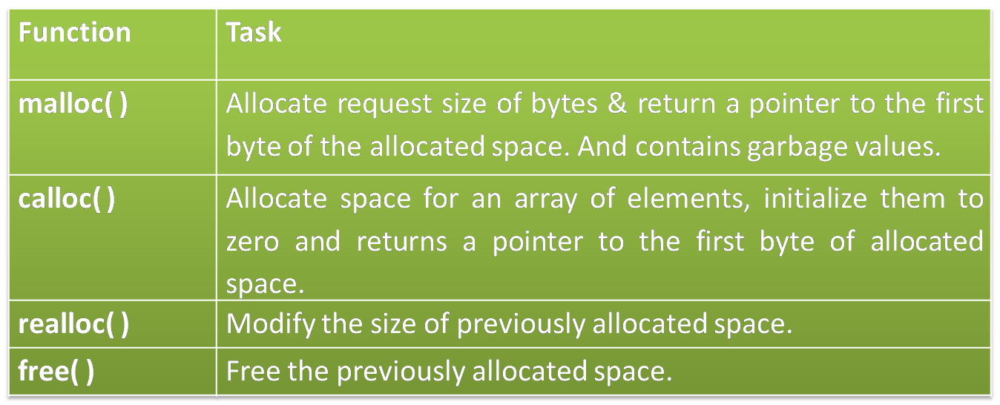 Function Task
malloc( ) Allocate request size of bytes & return a pointer to the first
byte of the allocated space. And contains garbage values.
calloc( ) Allocate space for an array of elements, initialize them to
zero and returns a pointer to the first byte of allocated
space.
realloc( ) Modify the size of previously allocated space.
free( ) Free the previously allocated space.